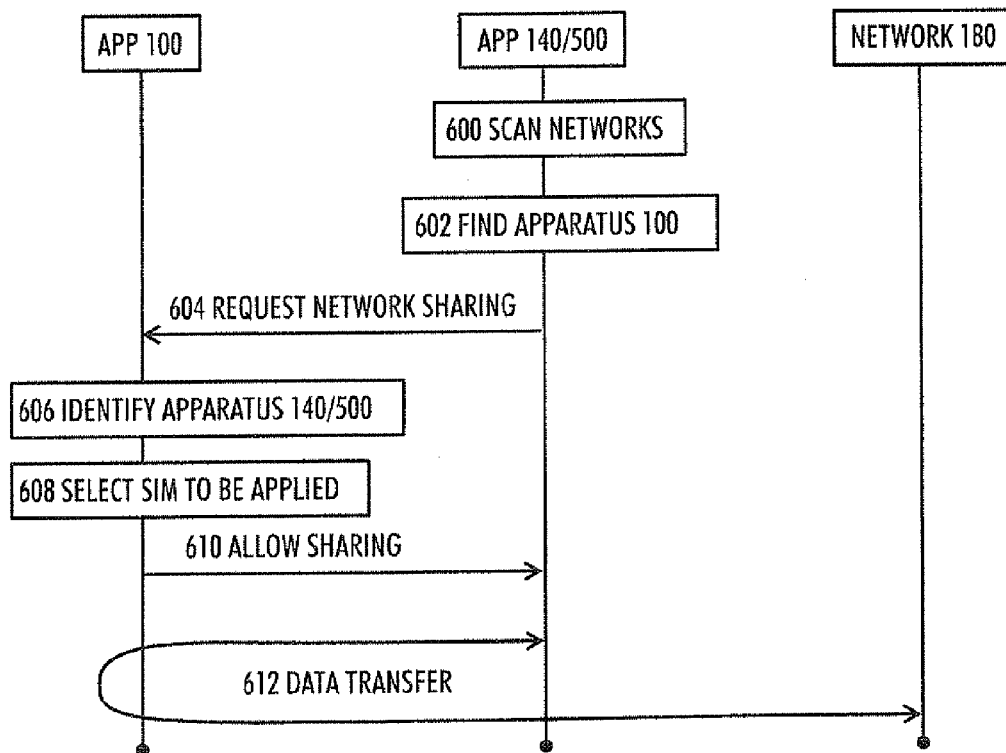 APP 100
APP 140/500
NETWORK 180
600 SCAN NETWORKS
602 FIND APPARATUS 100
604 REQUEST NETWORK SHARING
606 IDENTIFY APPARATUS 140/500
608 SELECT SIM TO BE APPLIED
610 ALLOW SHARING
612 DATA TRANSFER